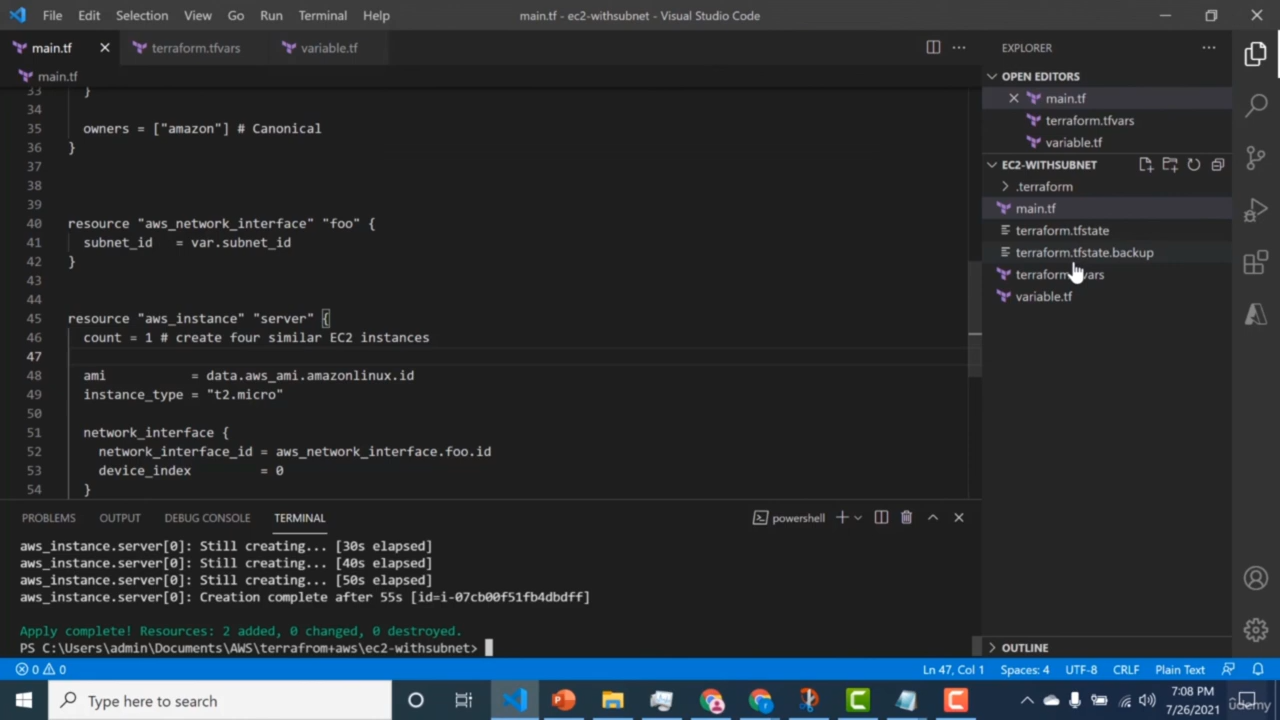 File Edit Selection View Go Run Terminal Help main.tf - ec2-withsubnet - Visual Studio Code
main.tf terraform.tfvars variable.tf
main.tf
33 }
34
35 owners = ["amazon"] # Canonical
36 }
37
38
39
40 resource "aws_network_interface" "foo" {
41 subnet_id = var.subnet_id
42 }
43
44
45 resource "aws_instance" "server" {
46 count = 1 # create four similar EC2 instances
47
48 ami = data.aws_ami.amazonlinux.id
49 instance_type = "t2.micro"
50
51 network_interface {
52 network_interface_id = aws_network_interface.foo.id
53 device_index = 0
54 }
EXPLORER
OPEN EDITORS
main.tf
terraform.tfvars
variable.tf
EC2-WITHSUBNET
.terraform
main.tf
terraform.tfstate
terraform.tfstate.backup
terraform.tfvars
variable.tf
OUTLINE
PROBLEMS OUTPUT DEBUG CONSOLE TERMINAL powershell
aws_instance.server[0]: Still creating... [30s elapsed]
aws_instance.server[0]: Still creating... [40s elapsed]
aws_instance.server[0]: Still creating... [50s elapsed]
aws_instance.server[0]: Creation complete after 55s [id=i-07cb00f51fb4dbdff]
Apply complete! Resources: 2 added, 0 changed, 0 destroyed.
PS C:\Users\admin\Documents\AWS\terrafrom+aws\ec2-withsubnet>
0 0 Ln 47, Col 1 Spaces: 4 UTF-8 CRLF Plain Text
Type here to search
7:08 PM
7/26/2021
udemy